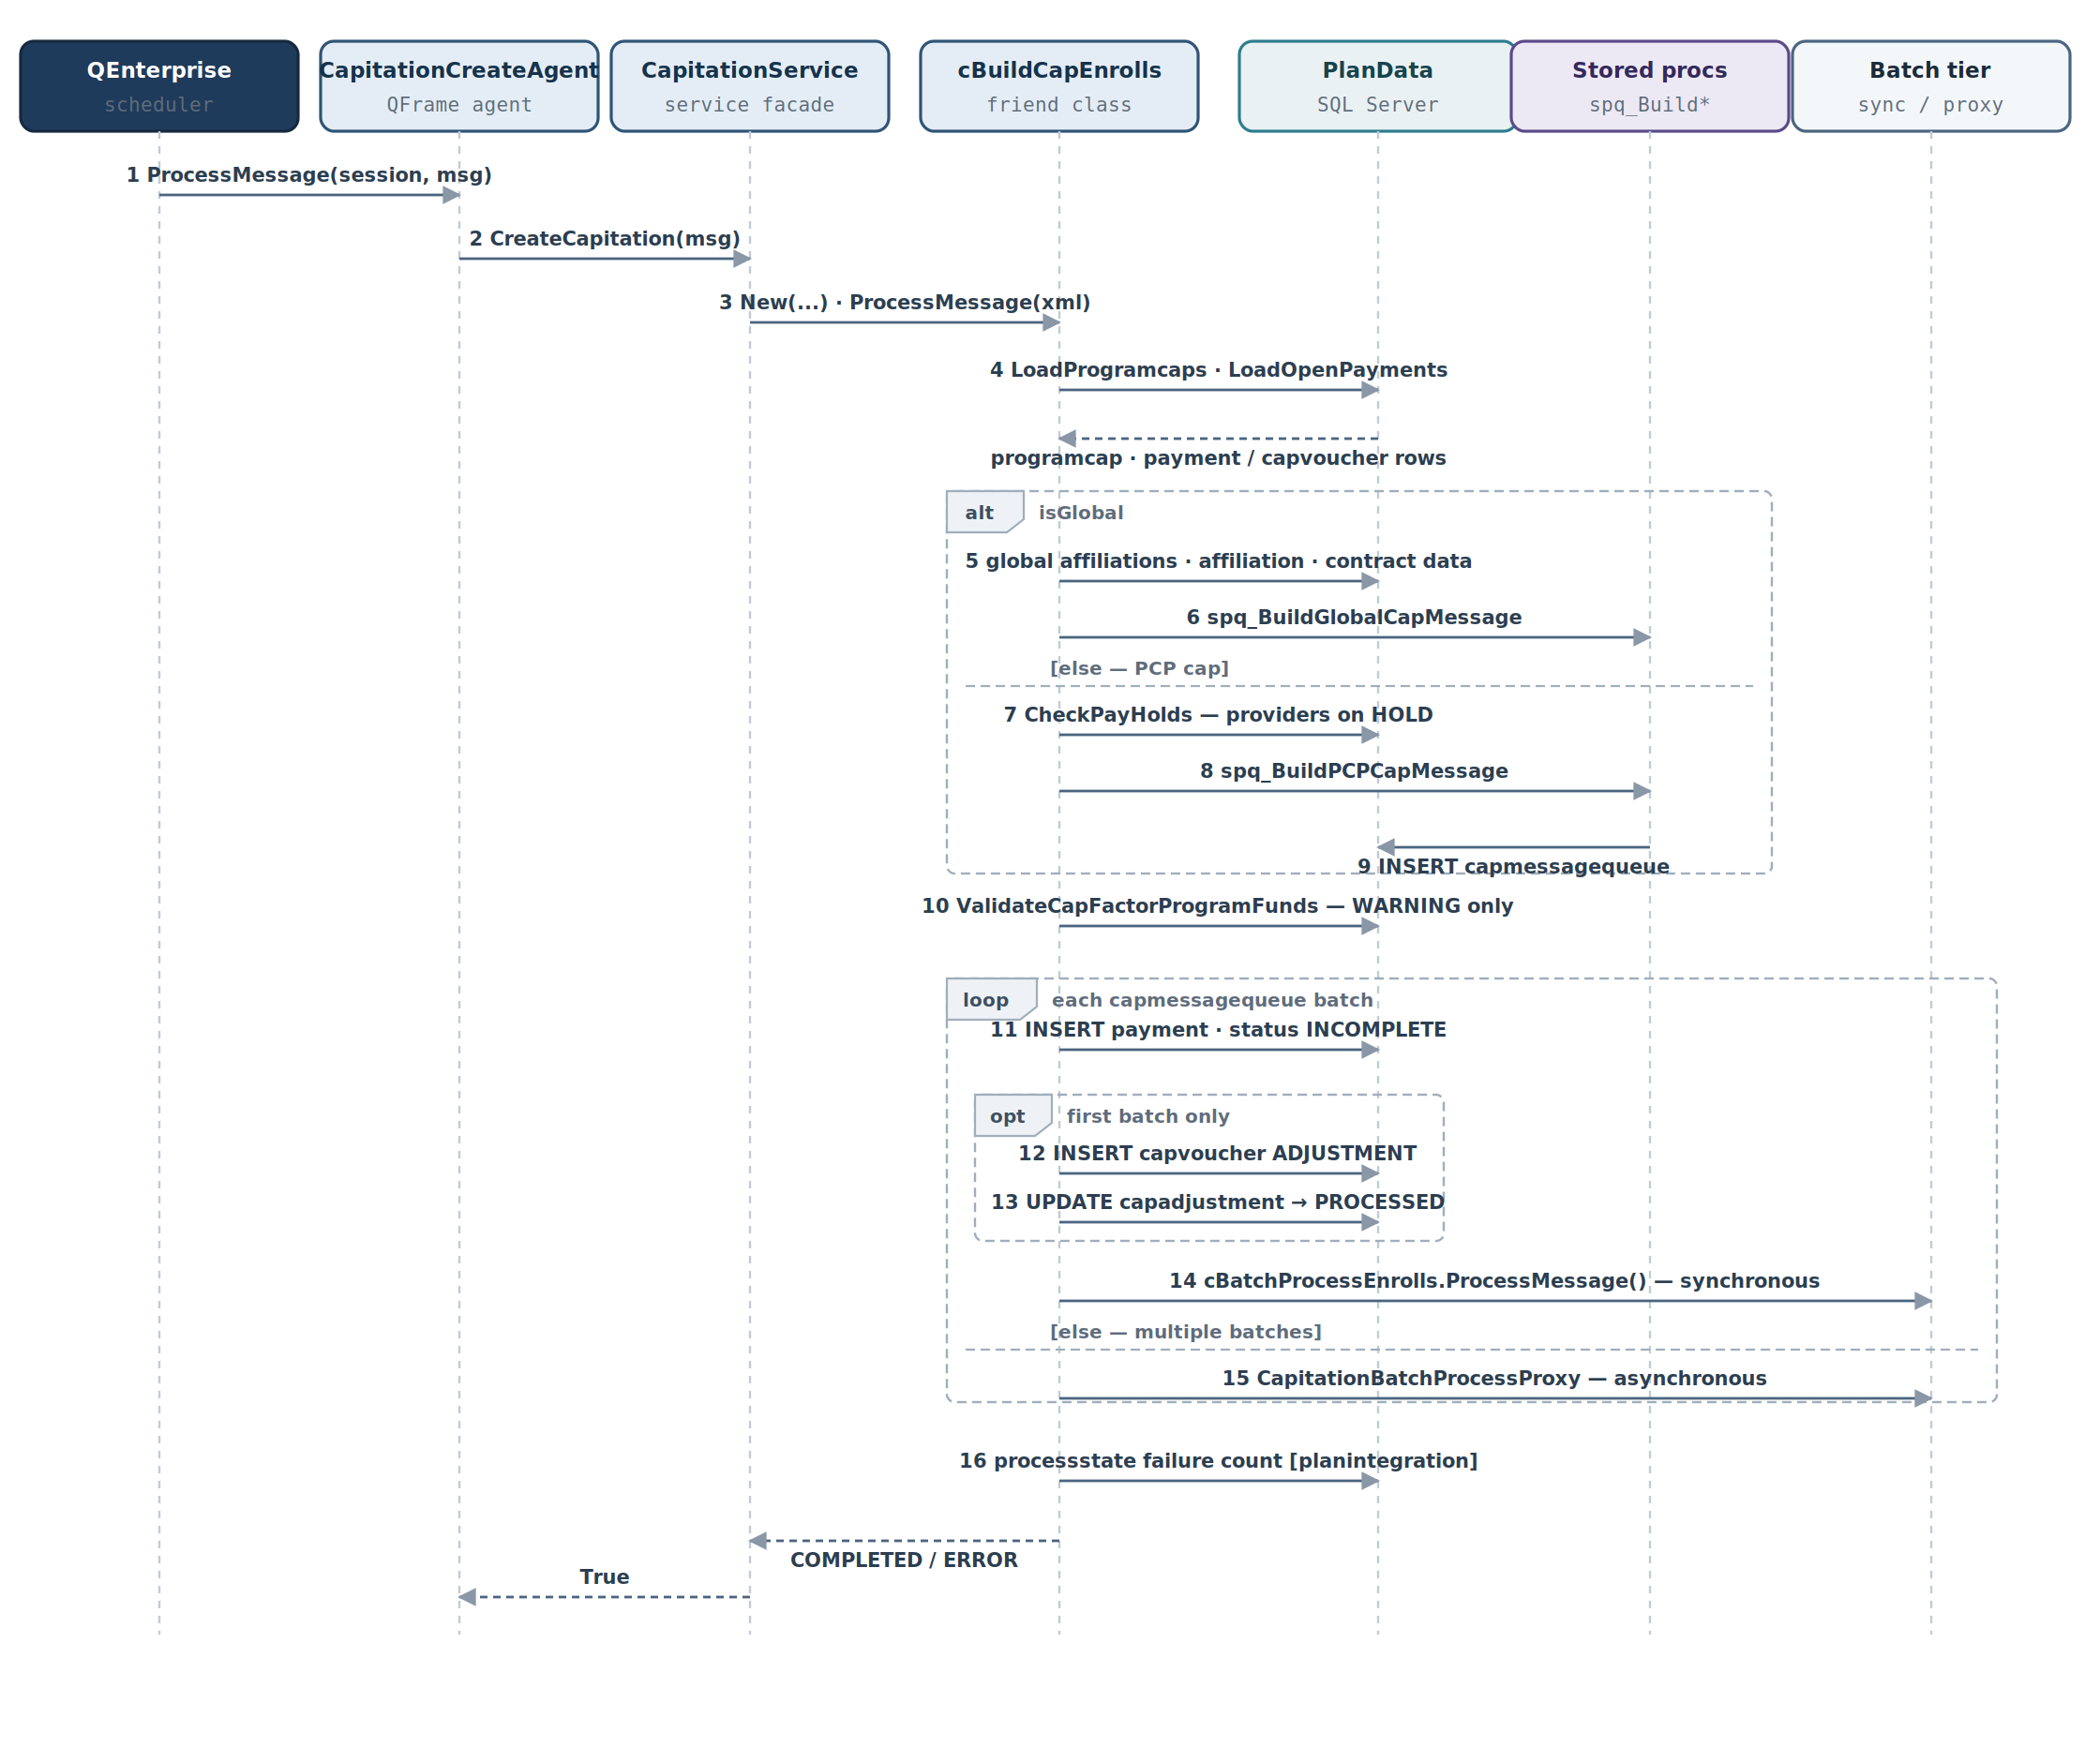 QEnterprise
scheduler
CapitationCreateAgent
QFrame agent
CapitationService
service facade
cBuildCapEnrolls
friend class
PlanData
SQL Server
Stored procs
spq_Build*
Batch tier
sync / proxy
1 ProcessMessage(session, msg)
2 CreateCapitation(msg)
3 New(...) · ProcessMessage(xml)
4 LoadProgramcaps · LoadOpenPayments
programcap · payment / capvoucher rows
alt
isGlobal
5 global affiliations · affiliation · contract data
6 spq_BuildGlobalCapMessage
[else — PCP cap]
7 CheckPayHolds — providers on HOLD
8 spq_BuildPCPCapMessage
9 INSERT capmessagequeue
10 ValidateCapFactorProgramFunds — WARNING only
loop
each capmessagequeue batch
11 INSERT payment · status INCOMPLETE
opt
first batch only
12 INSERT capvoucher ADJUSTMENT
13 UPDATE capadjustment → PROCESSED
14 cBatchProcessEnrolls.ProcessMessage() — synchronous
[else — multiple batches]
15 CapitationBatchProcessProxy — asynchronous
16 processstate failure count [planintegration]
COMPLETED / ERROR
True